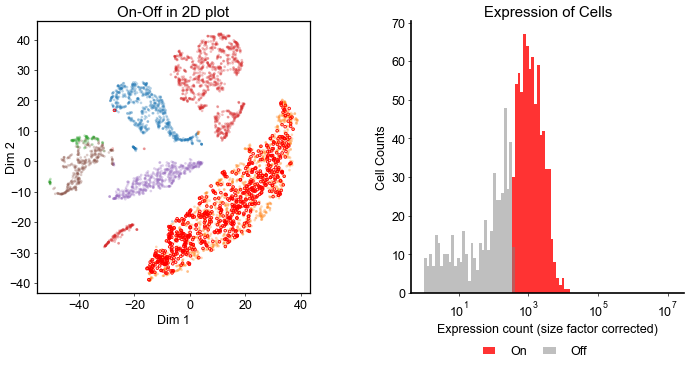 On-Off in 2D plot
Dim 2
40
30
20
10
0
−10
−20
−30
−40
−40 −20 0 20 40
Dim 1
Expression of Cells
Cell Counts
70
60
50
40
30
20
10
0
10^1 10^3 10^5 10^7
Expression count (size factor corrected)
On Off